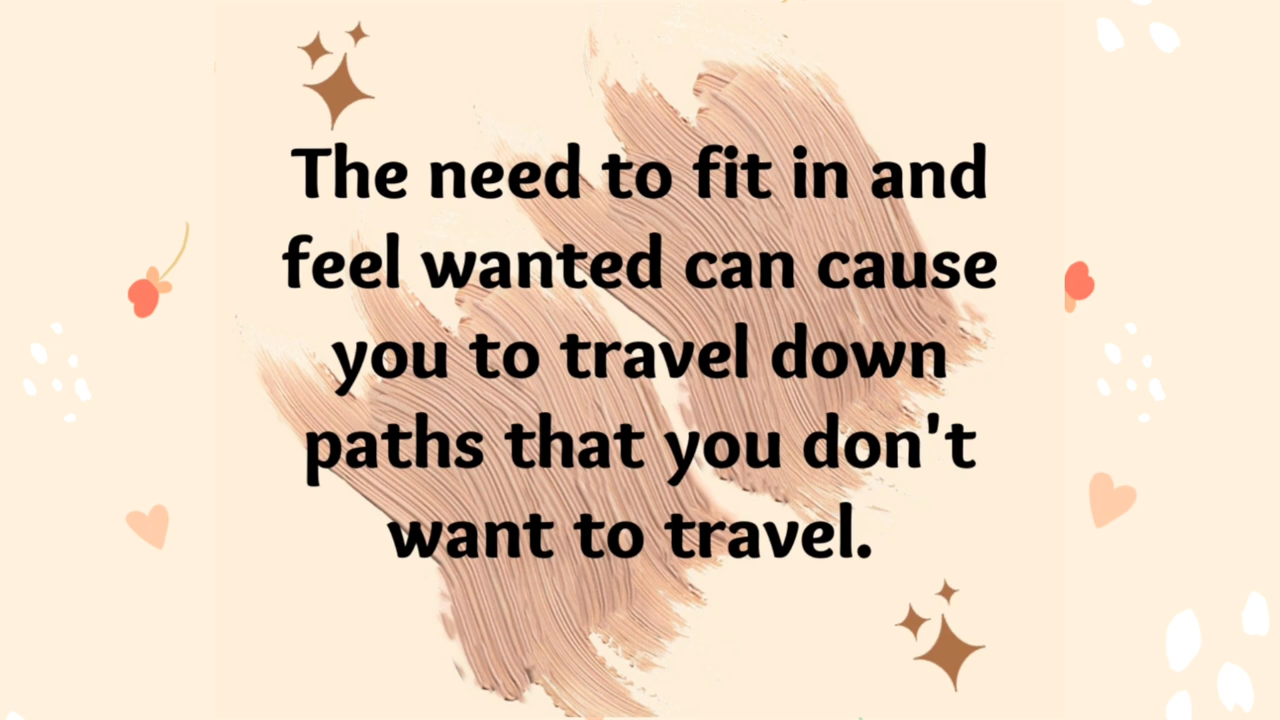 The need to fit in and
feel wanted can cause
you to travel down
paths that you don't
want to travel.